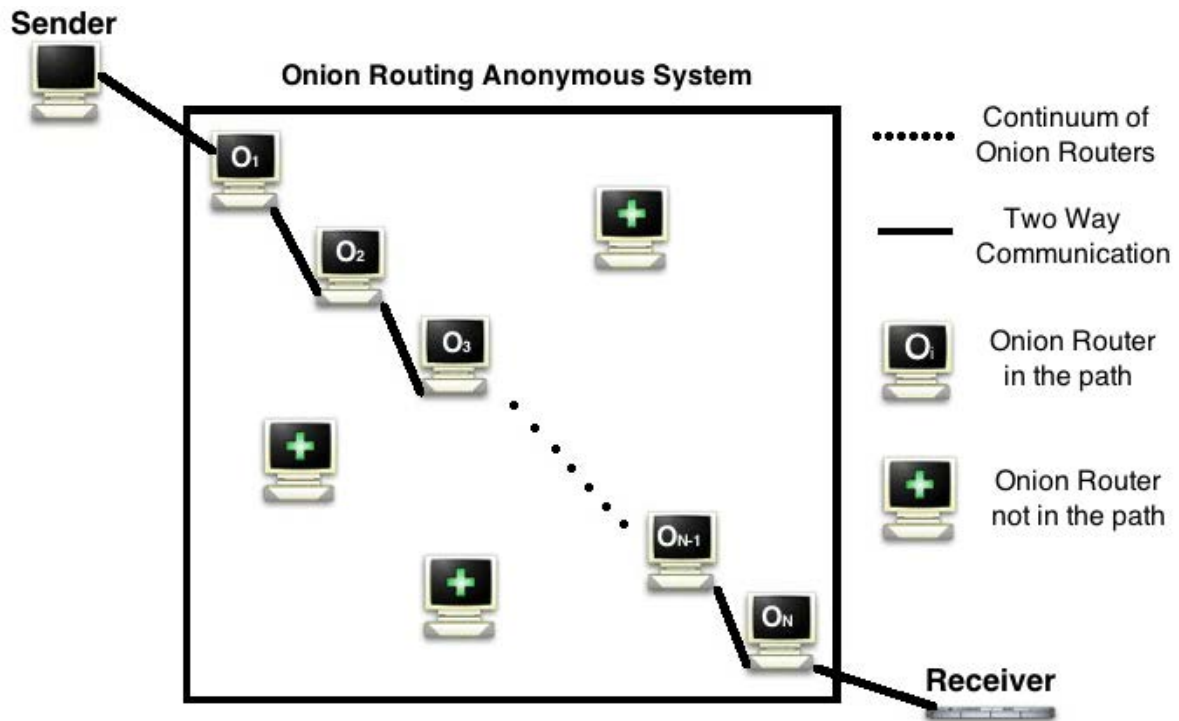 Sender
Onion Routing Anonymous System
O₁
O₂
O₃
Oₙ₋₁
Oₙ
Receiver
Continuum of
Onion Routers
Two Way
Communication
Oᵢ
Onion Router
in the path
Onion Router
not in the path